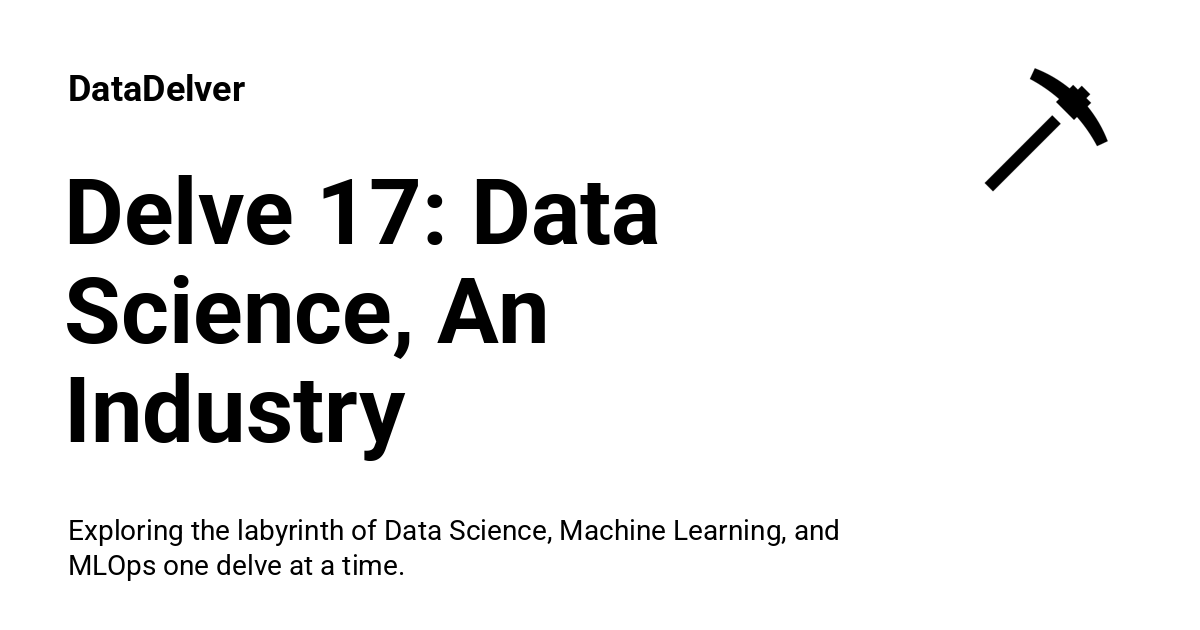 DataDelver
Delve 17: Data
Science, An
Industry
Exploring the labyrinth of Data Science, Machine Learning, and
MLOps one delve at a time.